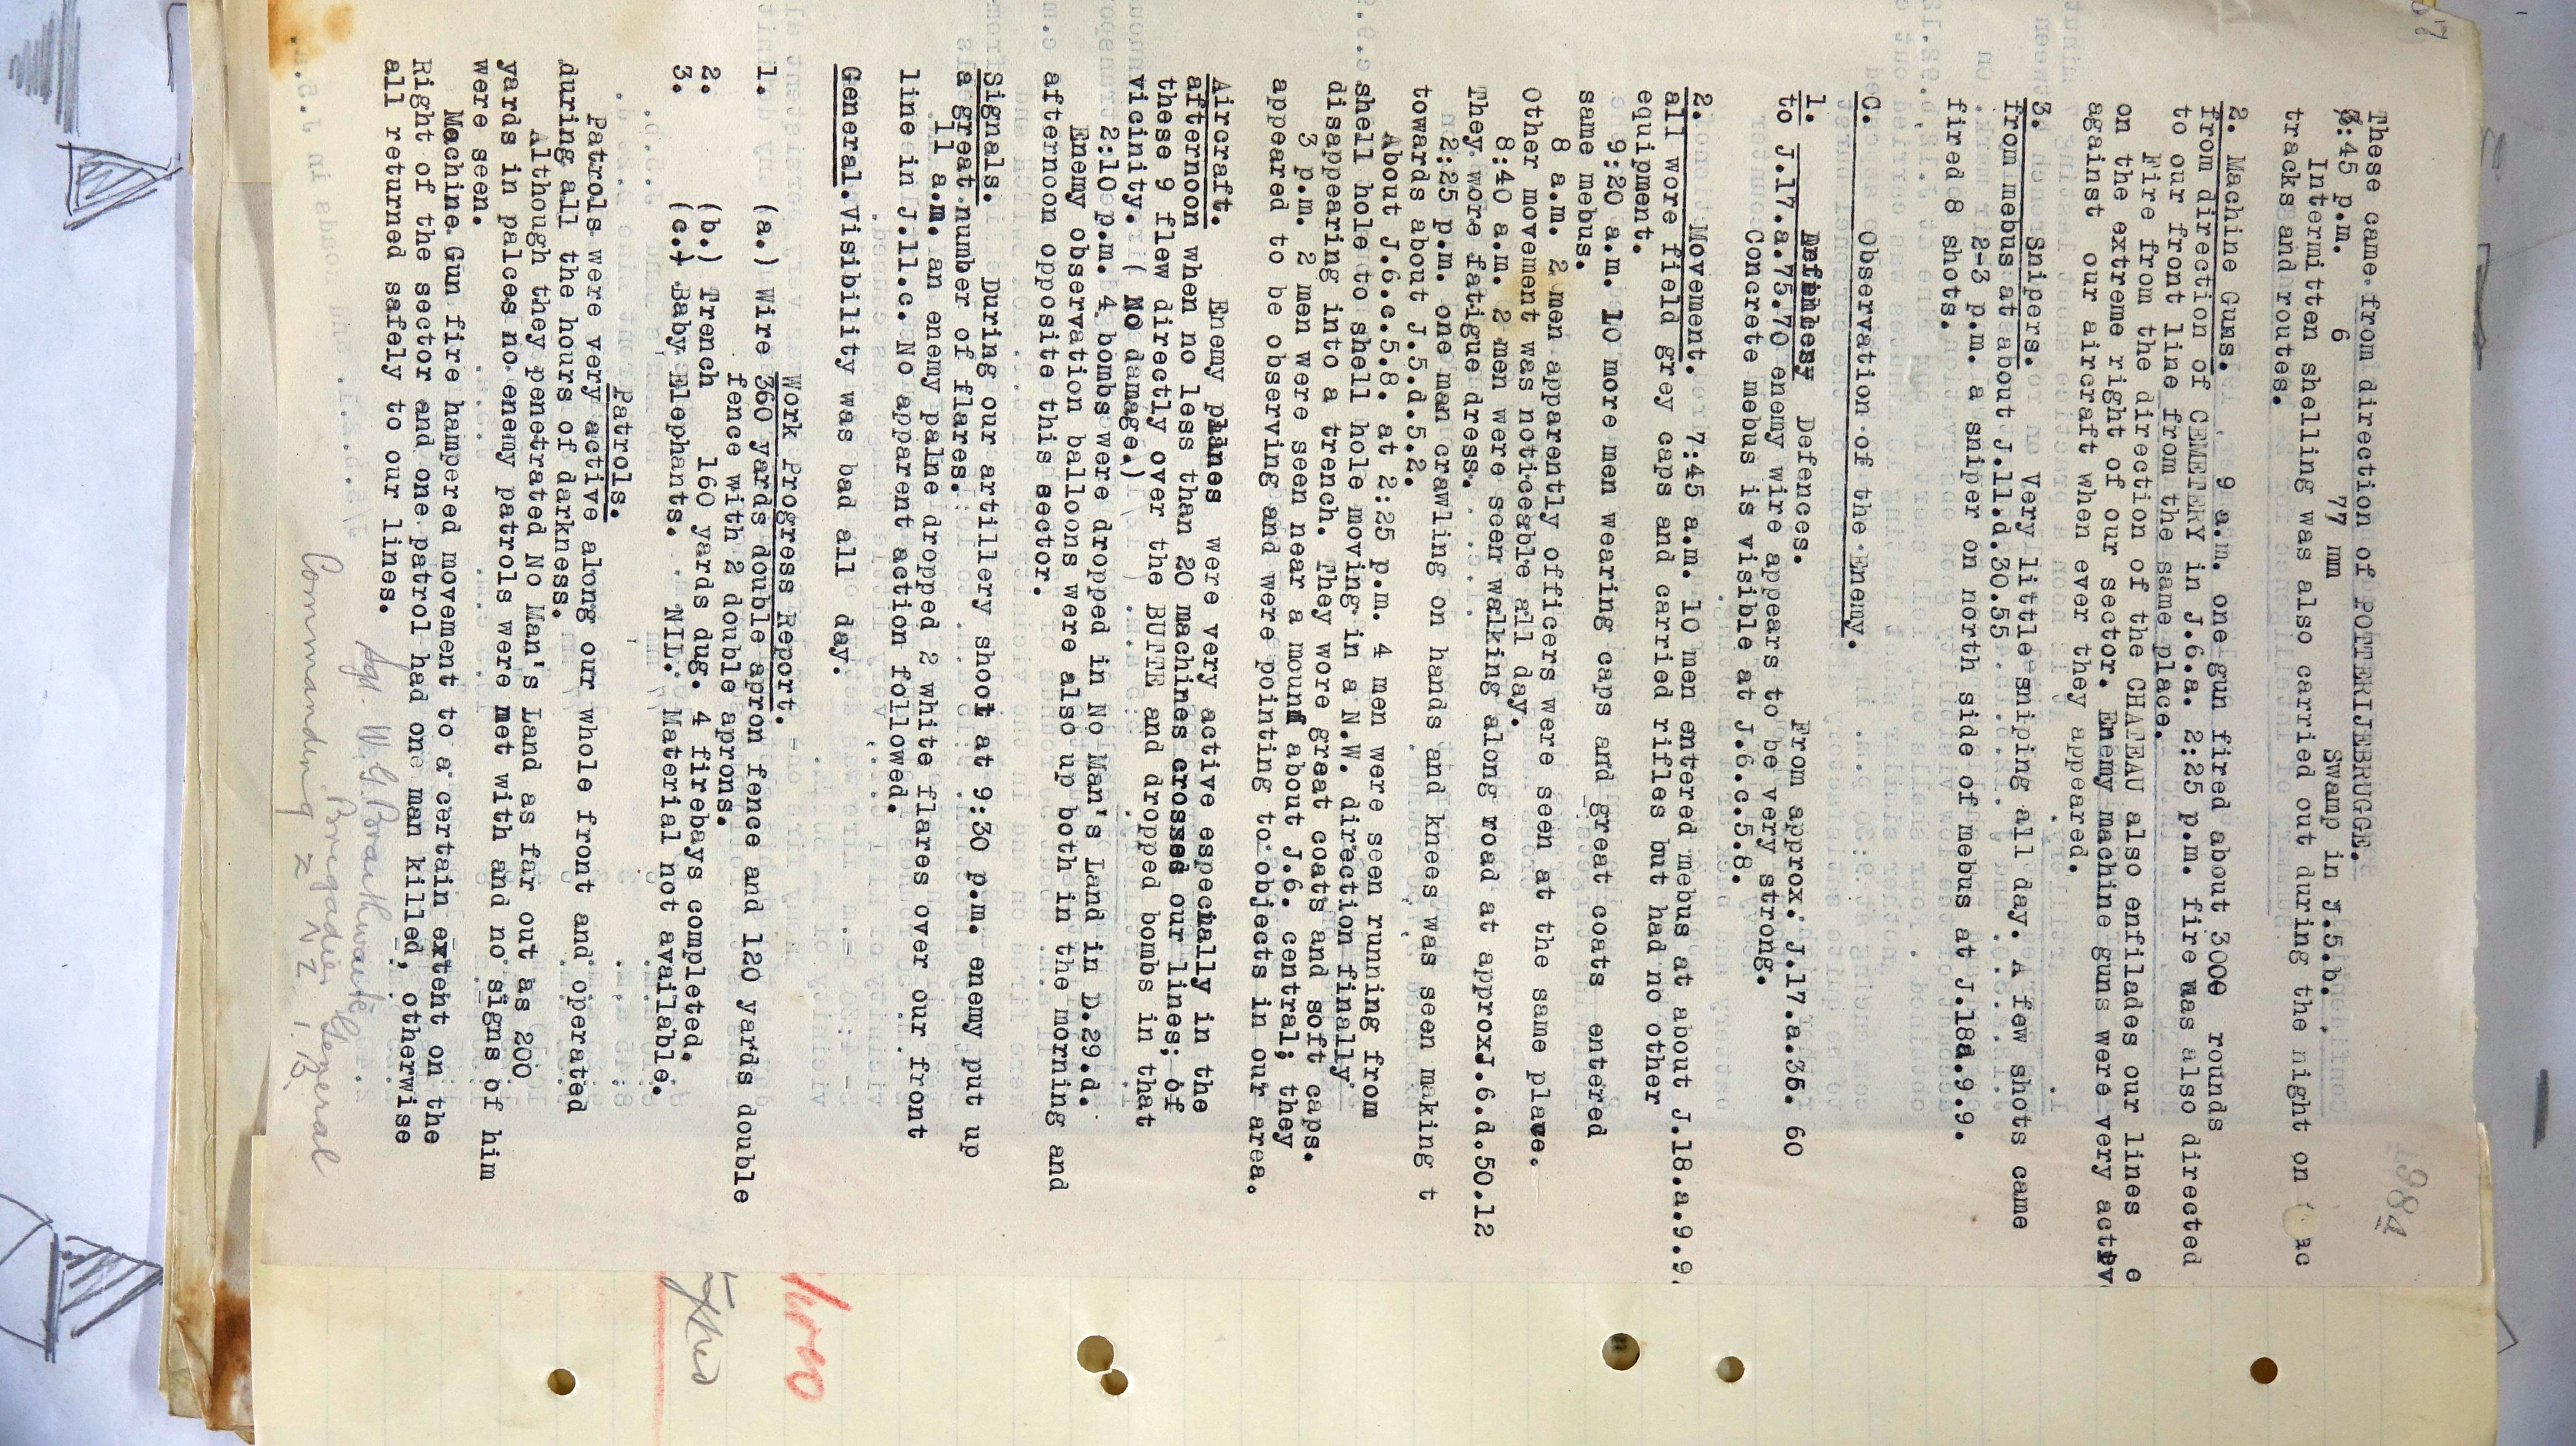 198a
These came from direction of POTTERIJEBRUGGE.
3:45 p.m. 6 77 mm Swamp in J.5.b.
Intermitten shelling was also carried out during the night on
tracks and routes.
2. Machine Guns. 9 a.m. one gun fired about 3000 rounds
from direction of CEMETERY in J.6.a. 2:25 p.m. fire was also directed
to our front line from the same place.
Fire from the direction of the CHATEAU also enfilades our lines e
on the extreme right of our sector. Enemy machine guns were very activ
against our aircraft when ever they appeared.
3. Snipers. Very little sniping all day. A few shots came
from mebus at about J.11.d.30.55
2-3 p.m. a sniper on north side of mebus at J.18a.9.9.
fired 8 shots.
C. Observation of the Enemy.
1. Defences. From approx. J.17.a.35. 60
to J.17.a.75.70 enemy wire appears to be very strong.
Concrete mebus is visible at J.6.c.5.8.
2. Movement. 7:45 a.m. 10 men entered mebus at about J.18.a.9.9.
all wore field grey caps and carried rifles but had no other
equipment.
9:20 a.m. 10 more men wearing caps and great coats entered
same mebus.
8 a.m. 2 men apparently officers were seen at the same place.
Other movement was noticeable all day.
8:40 a.m. 2 men were seen walking along road at approxJ.6.d.50.12
They wore fatigue dress.
2:25 p.m. one man crawling on hands and knees was seen making t
towards about J.5.d.5.2.
About J.6.c.5.8. at 2:25 p.m. 4 men were seen running from
shell hole to shell hole moving in a N.W. direction finally
disappearing into a trench. They wore great coats and soft caps.
3 p.m. 2 men were seen near a mound about J.6. central; they
appeared to be observing and were pointing to objects in our area.
Aircraft. Enemy planes were very active especially in the
afternoon when no less than 20 machines crossed our lines; of
these 9 flew directly over the BUTTE and dropped bombs in that
vicinity. ( NO damage.)
2:10 p.m. 4 bombs were dropped in No Man's Land in D.29.d.
Enemy observation balloons were also up both in the morning and
afternoon opposite this sector.
Signals. During our artillery shoot at 9:30 p.m. enemy put up
a great number of flares.
11 a.m. an enemy palne dropped 2 white flares over our front
line in J.11.c. No apparent action followed.
General. Visibility was bad all day.
Work Progress Report.
1. (a.) Wire 360 yards double apron fence and 120 yards double
fence with 2 double aprons.
2. (b.) Trench 160 yards dug. 4 firebays completed.
3. (c.) Baby Elephants. NIL. Material not available.
Patrols.
Patrols were very active along our whole front and operated
during all the hours of darkness.
Although they penetrated No Man's Land as far out as 200
yards in palces no enemy patrols were met with and no signs of him
were seen.
Machine Gun fire hampered movement to a certain extent on the
Right of the sector and one patrol had one man killed, otherwise
all returned safely to our lines.
Sgd. W. G. Braithwaite
Brigadier General
Commanding 2 N Z I. B.